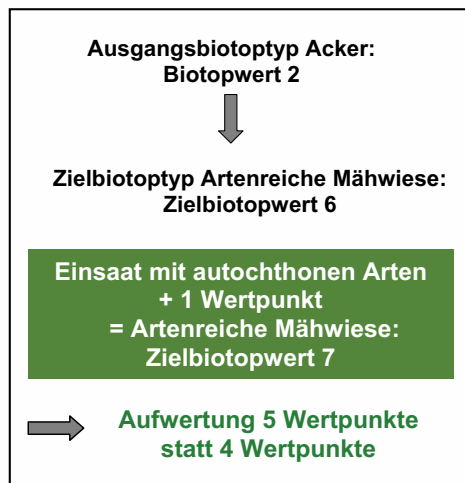 Ausgangsbiotoptyp Acker:
Biotopwert 2
Zielbiotoptyp Artenreiche Mähwiese:
Zielbiotopwert 6
Einsaat mit autochthonen Arten
+ 1 Wertpunkt
= Artenreiche Mähwiese:
Zielbiotopwert 7
Aufwertung 5 Wertpunkte
statt 4 Wertpunkte